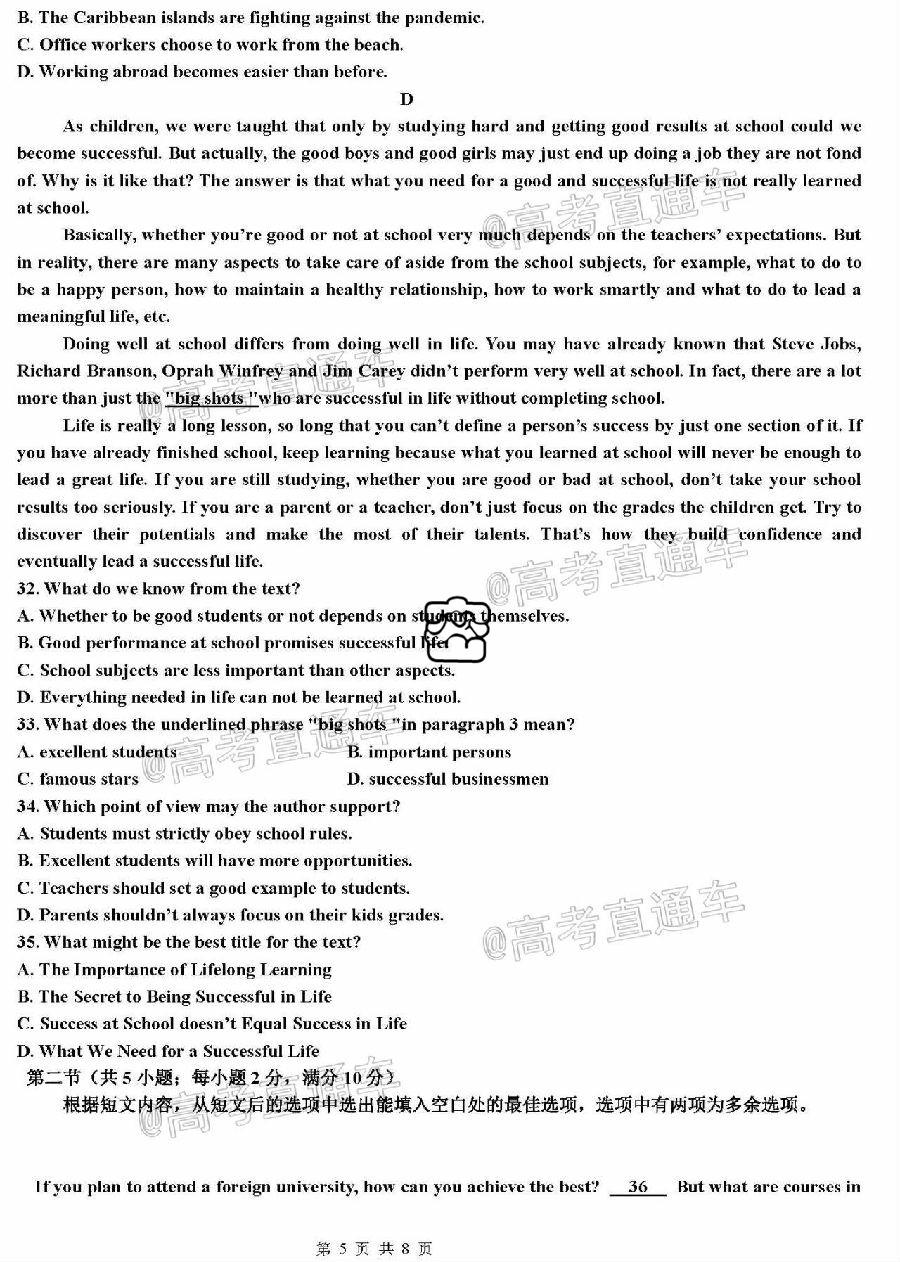 B. The Caribbean islands are fighting against the pandemic.
C. Office workers choose to work from the beach.
D. Working abroad becomes easier than before.
D
As children, we were taught that only by studying hard and getting good results at school could we
become successful. But actually, the good boys and good girls may just end up doing a job they are not fond
of. Why is it like that? The answer is that what you need for a good and successful life is not really learned
at school.
@高考直通车
Basically, whether you're good or not at school very much depends on the teachers' expectations. But
in reality, there are many aspects to take care of aside from the school subjects, for example, what to do to
be a happy person, how to maintain a healthy relationship, how to work smartly and what to do to lead a
meaningful life, etc.
Doing well at school differs from doing well in life. You may have already known that Steve Jobs,
Richard Branson, Oprah Winfrey and Jim Carey didn't perform very well at school. In fact, there are a lot
more than just the "big shots "who are successful in life without completing school.
@高考直通车
Life is really a long lesson, so long that you can't define a person's success by just one section of it. If
you have already finished school, keep learning because what you learned at school will never be enough to
lead a great life. If you are still studying, whether you are good or bad at school, don't take your school
results too seriously. If you are a parent or a teacher, don't just focus on the grades the children get. Try to
discover their potentials and make the most of their talents. That's how they build confidence and
eventually lead a successful life.
@高考直通车
32. What do we know from the text?
A. Whether to be good students or not depends on students themselves.
B. Good performance at school promises successful life.
C. School subjects are less important than other aspects.
D. Everything needed in life can not be learned at school.
33. What does the underlined phrase "big shots "in paragraph 3 mean?
A. excellent students B. important persons
@高考直通车
C. famous stars D. successful businessmen
34. Which point of view may the author support?
A. Students must strictly obey school rules.
B. Excellent students will have more opportunities.
C. Teachers should set a good example to students.
D. Parents shouldn't always focus on their kids grades.
@高考直通车
35. What might be the best title for the text?
A. The Importance of Lifelong Learning
B. The Secret to Being Successful in Life
C. Success at School doesn't Equal Success in Life
D. What We Need for a Successful Life
第二节（共 5 小题；每小题 2 分，满分 10 分）
@高考直通车
根据短文内容，从短文后的选项中选出能填入空白处的最佳选项，选项中有两项为多余选项。
If you plan to attend a foreign university, how can you achieve the best? 36 But what are courses in
第 5 页 共 8 页